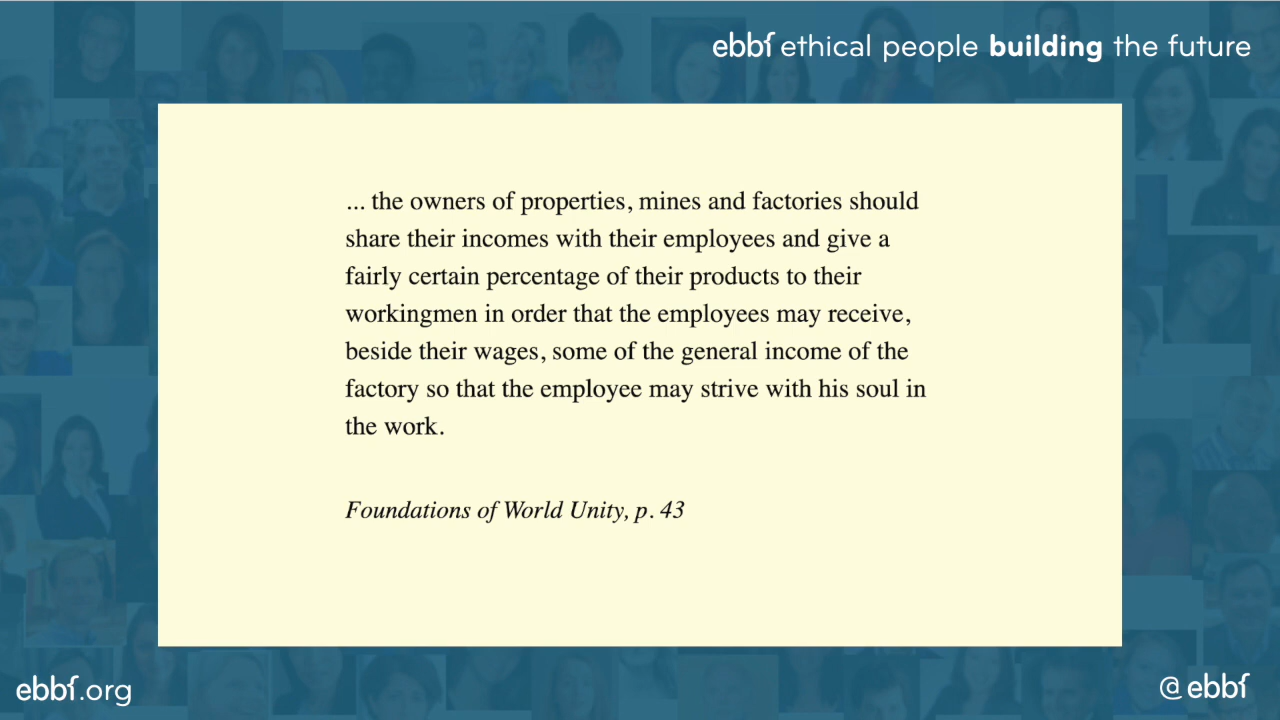 ebbf ethical people building the future
... the owners of properties, mines and factories should
share their incomes with their employees and give a
fairly certain percentage of their products to their
workingmen in order that the employees may receive,
beside their wages, some of the general income of the
factory so that the employee may strive with his soul in
the work.
Foundations of World Unity, p. 43
ebbf.org
@ebbf